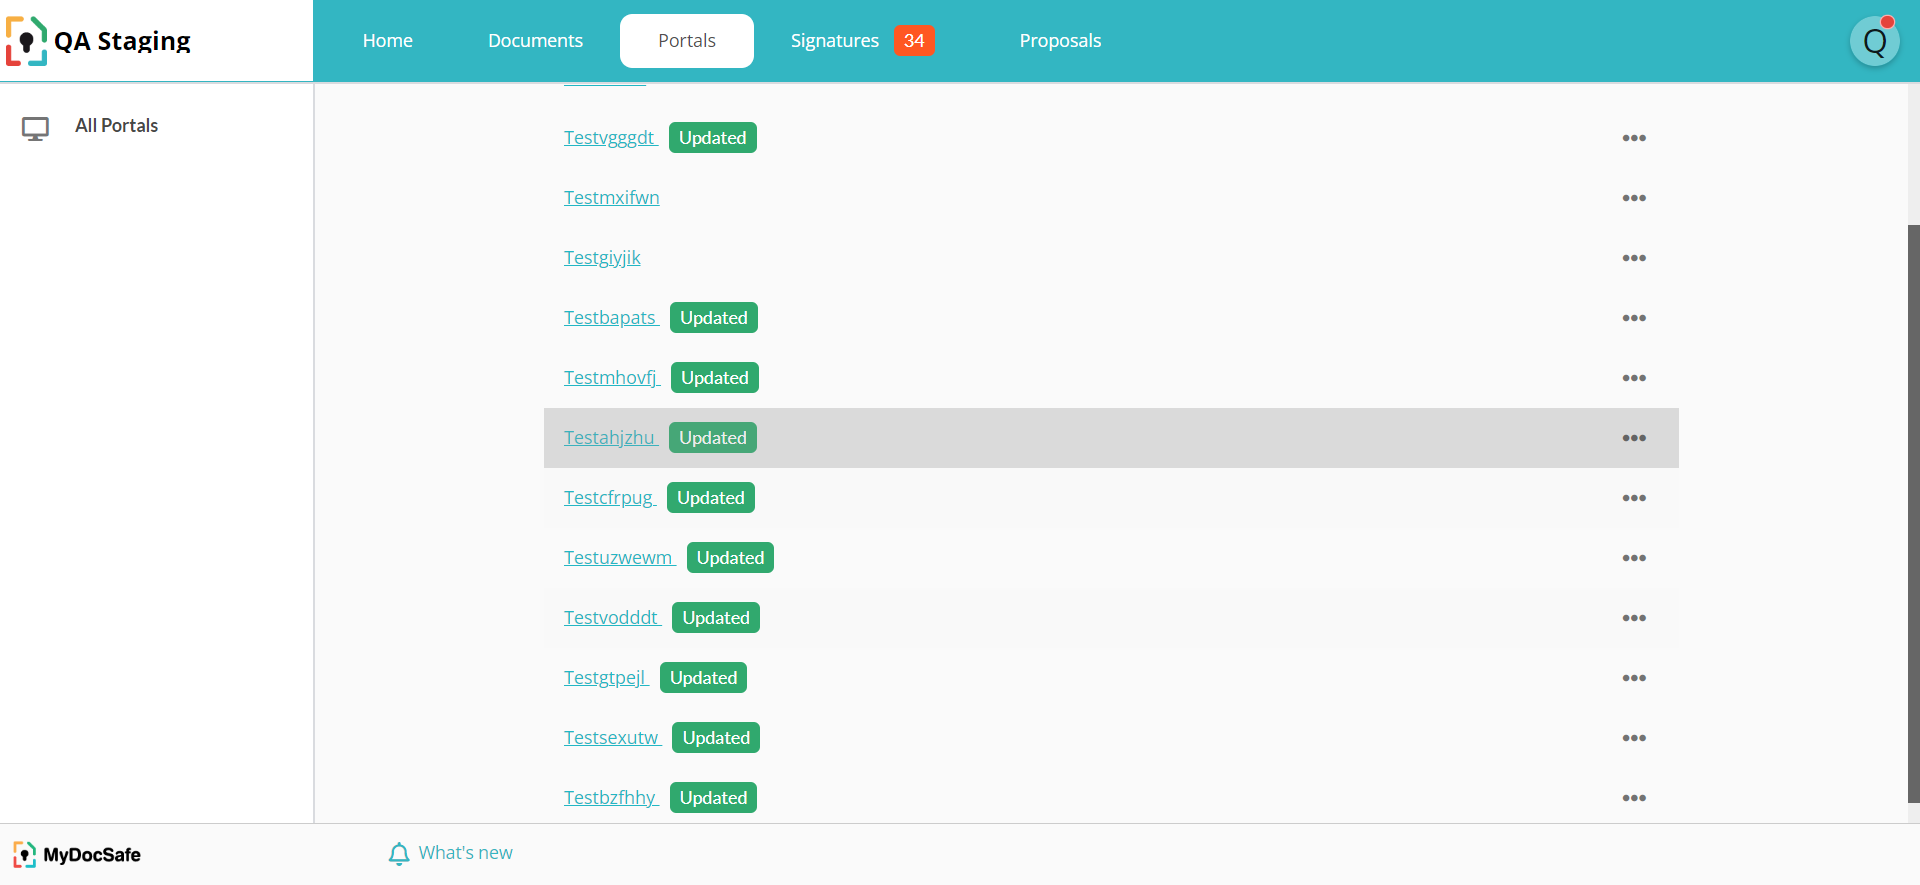 QA Staging
Home Documents Portals Signatures 34 Proposals
Q
All Portals
Testvgggdt Updated
Testmxifwn
Testgiyjik
Testbapats Updated
Testmhovfj Updated
Testahjzhu Updated
Testcfrpug Updated
Testuzwewm Updated
Testvodddt Updated
Testgtpejl Updated
Testsexutw Updated
Testbzfhhy Updated
MyDocSafe
What's new